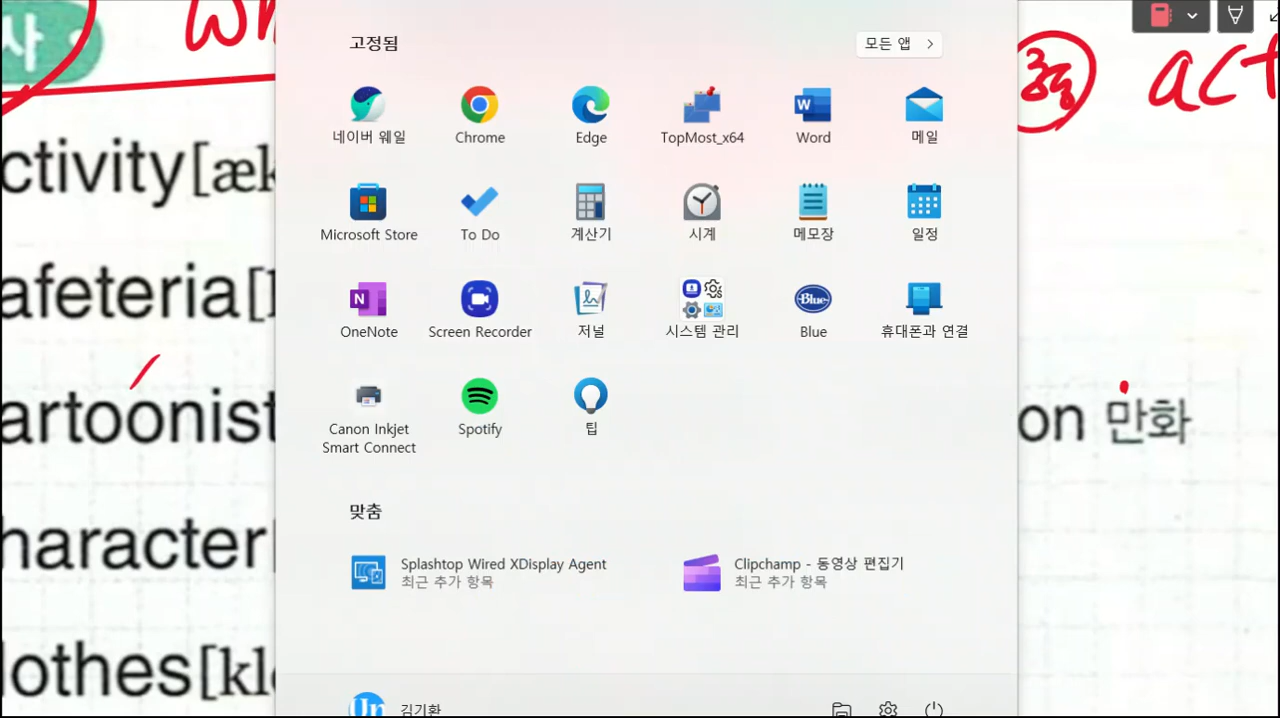 사
wh
고정됨
모든 앱
중 act
네이버 웨일
Chrome
Edge
TopMost_x64
Word
메일
ctivity[æk
Microsoft Store
To Do
계산기
시계
메모장
일정
afeteria[
OneNote
Screen Recorder
저널
시스템 관리
Blue
휴대폰과 연결
artoonist
on 만화
Canon Inkjet
Smart Connect
Spotify
팁
맞춤
haracter
Splashtop Wired XDisplay Agent
최근 추가 항목
Clipchamp - 동영상 편집기
최근 추가 항목
lothes[kl
김기환